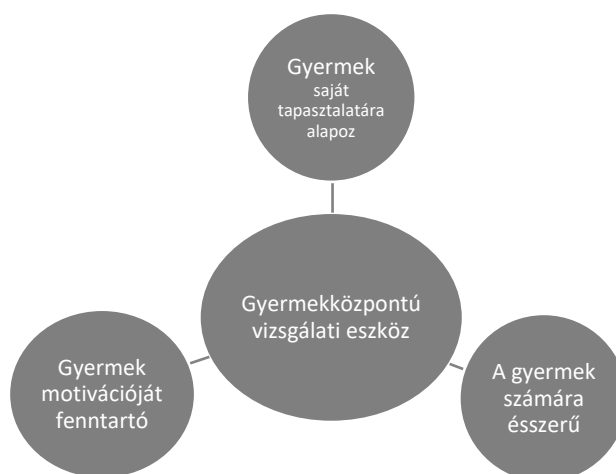 Gyermek
saját
tapasztalatára
alapoz
Gyermekközpontú
vizsgálati eszköz
Gyermek
motivációját
fenntartó
A gyermek
számára
ésszerű